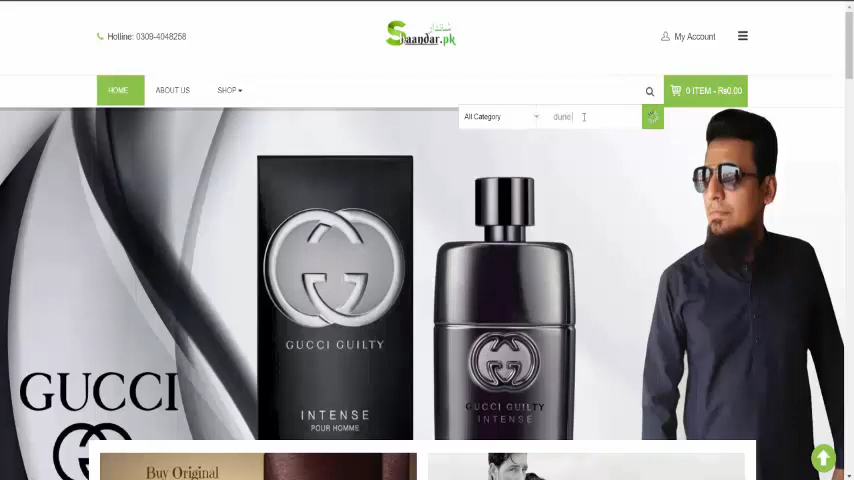 Hotline: 0309-4048258
شاندار
Shaandar.pk
My Account
HOME
ABOUT US
SHOP
0 ITEM - Rs0.00
All Category
dune
GUCCI GUILTY
INTENSE
POUR HOMME
GUCCI GUILTY
INTENSE
GUCCI
Buy Original